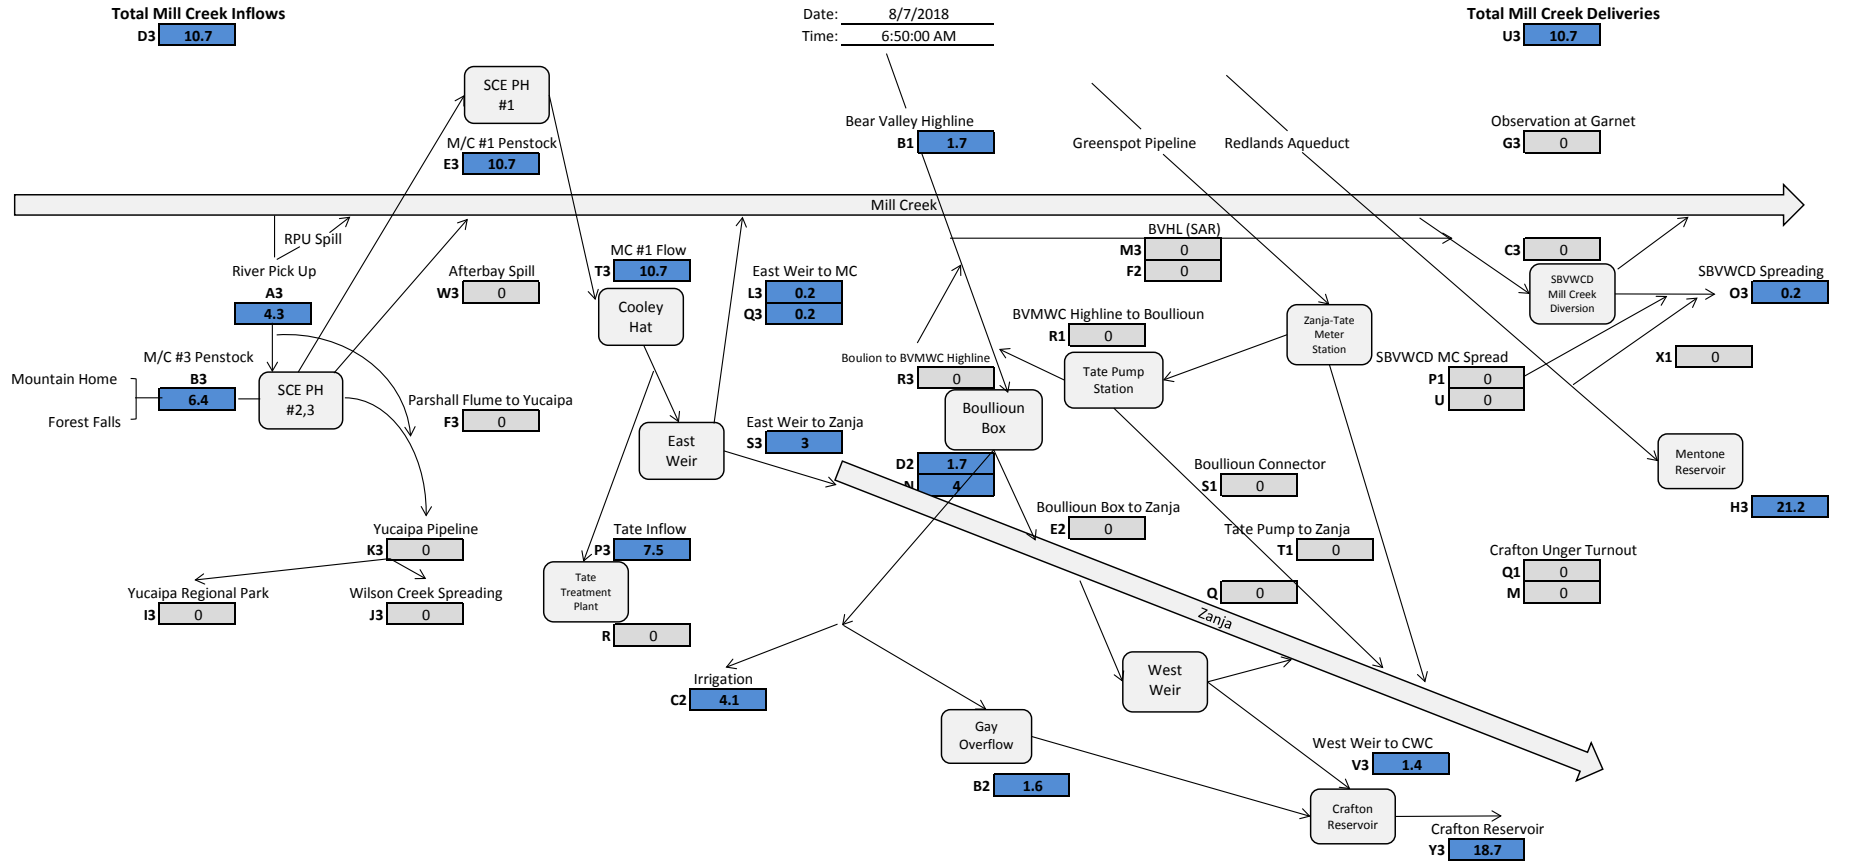 Total Mill Creek Inflows
D3 10.7
Date: 8/7/2018
Time: 6:50:00 AM
Total Mill Creek Deliveries
U3 10.7
SCE PH
#1
M/C #1 Penstock
E3 10.7
Bear Valley Highline
B1 1.7
Greenspot Pipeline
Redlands Aqueduct
Observation at Garnet
G3 0
Mill Creek
RPU Spill
River Pick Up
A3
4.3
Afterbay Spill
W3 0
MC #1 Flow
T3 10.7
Cooley
Hat
East Weir to MC
L3 0.2
Q3 0.2
BVHL (SAR)
M3 0
F2 0
C3 0
SBVWCD
Mill Creek
Diversion
SBVWCD Spreading
O3 0.2
BVMWC Highline to Boullioun
R1 0
Zanja-Tate
Meter
Station
M/C #3 Penstock
B3
6.4
Mountain Home
Forest Falls
SCE PH
#2,3
Parshall Flume to Yucaipa
F3 0
Boulion to BVMWC Highline
R3 0
Tate Pump
Station
SBVWCD MC Spread
P1 0
U 0
X1 0
Boullioun
Box
East
Weir
East Weir to Zanja
S3 3
D2 1.7
N 4
Boullioun Connector
S1 0
Mentone
Reservoir
H3 21.2
Boullioun Box to Zanja
E2 0
Tate Pump to Zanja
T1 0
Yucaipa Pipeline
K3 0
Tate Inflow
P3 7.5
Tate
Treatment
Plant
R 0
Crafton Unger Turnout
Q1 0
M 0
Yucaipa Regional Park
I3 0
Wilson Creek Spreading
J3 0
Q 0
Zanja
Irrigation
C2 4.1
West
Weir
Gay
Overflow
B2 1.6
West Weir to CWC
V3 1.4
Crafton
Reservoir
Crafton Reservoir
Y3 18.7